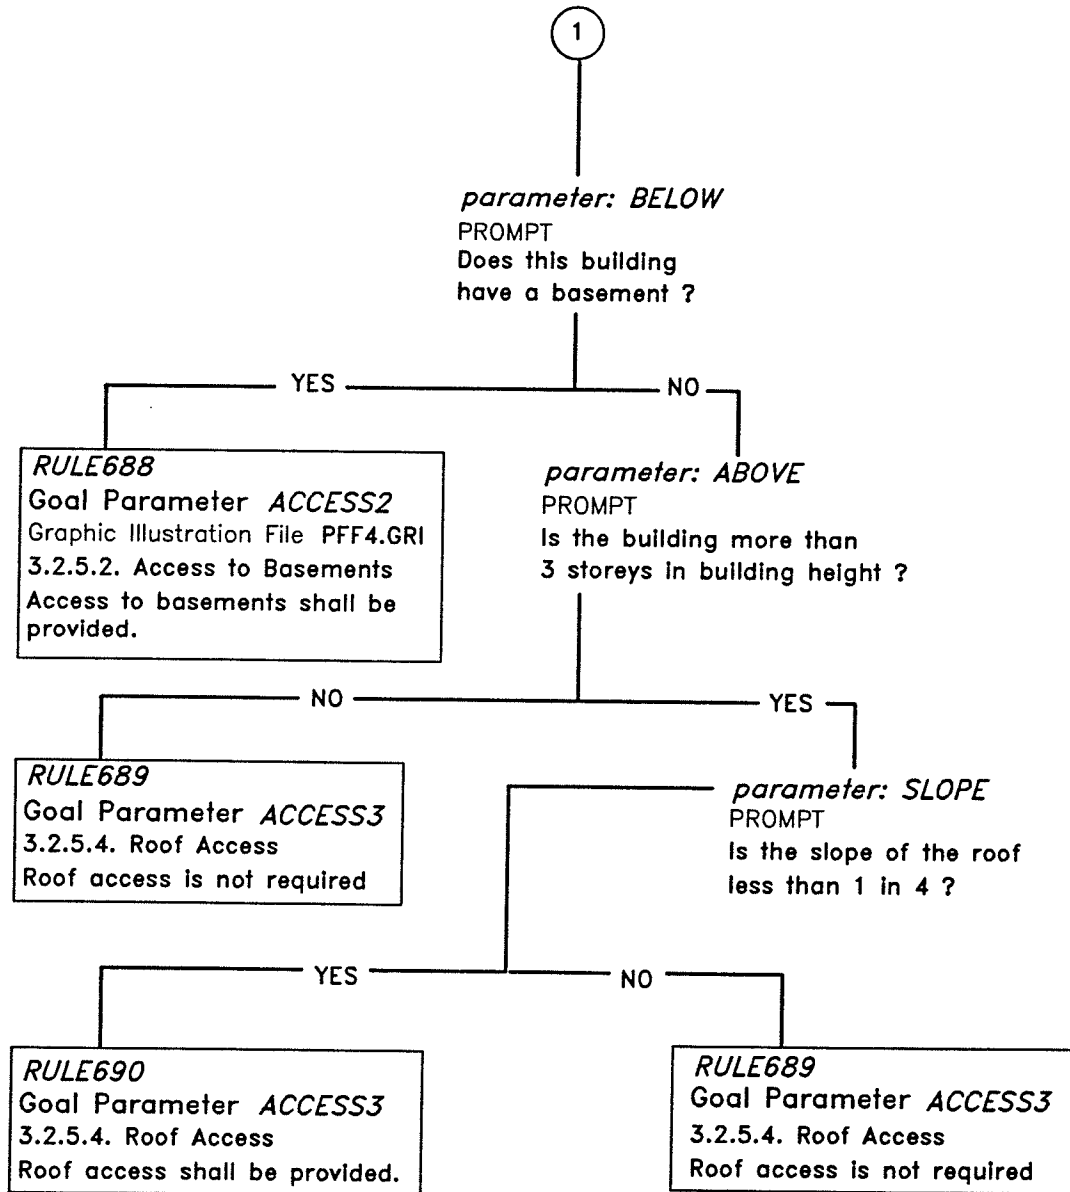 1
parameter: BELOW
PROMPT
Does this building
have a basement ?
YES
NO
RULE688
Goal Parameter ACCESS2
Graphic Illustration File PFF4.GRI
3.2.5.2. Access to Basements
Access to basements shall be
provided.
parameter: ABOVE
PROMPT
Is the building more than
3 storeys in building height ?
NO
YES
RULE689
Goal Parameter ACCESS3
3.2.5.4. Roof Access
Roof access is not required
parameter: SLOPE
PROMPT
Is the slope of the roof
less than 1 in 4 ?
YES
NO
RULE690
Goal Parameter ACCESS3
3.2.5.4. Roof Access
Roof access shall be provided.
RULE689
Goal Parameter ACCESS3
3.2.5.4. Roof Access
Roof access is not required